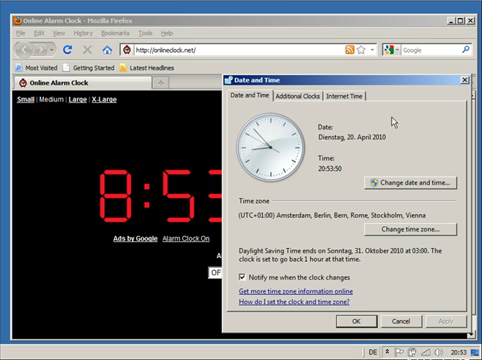 Online Alarm Clock - Mozilla Firefox
File Edit View History Bookmarks Tools Help
http://onlineclock.net/
Google
Most Visited Getting Started Latest Headlines
Online Alarm Clock
Small | Medium | Large | X-Large
8:53
Ads by Google Alarm Clock On
A
OF
Date and Time
Date and Time Additional Clocks Internet Time
Date:
Dienstag, 20. April 2010
Time:
20:53:50
Change date and time...
Time zone
(UTC+01:00) Amsterdam, Berlin, Bern, Rome, Stockholm, Vienna
Change time zone...
Daylight Saving Time ends on Sonntag, 31. Oktober 2010 at 03:00. The
clock is set to go back 1 hour at that time.
Notify me when the clock changes
Get more time zone information online
How do I set the clock and time zone?
OK Cancel Apply
DE 20:53